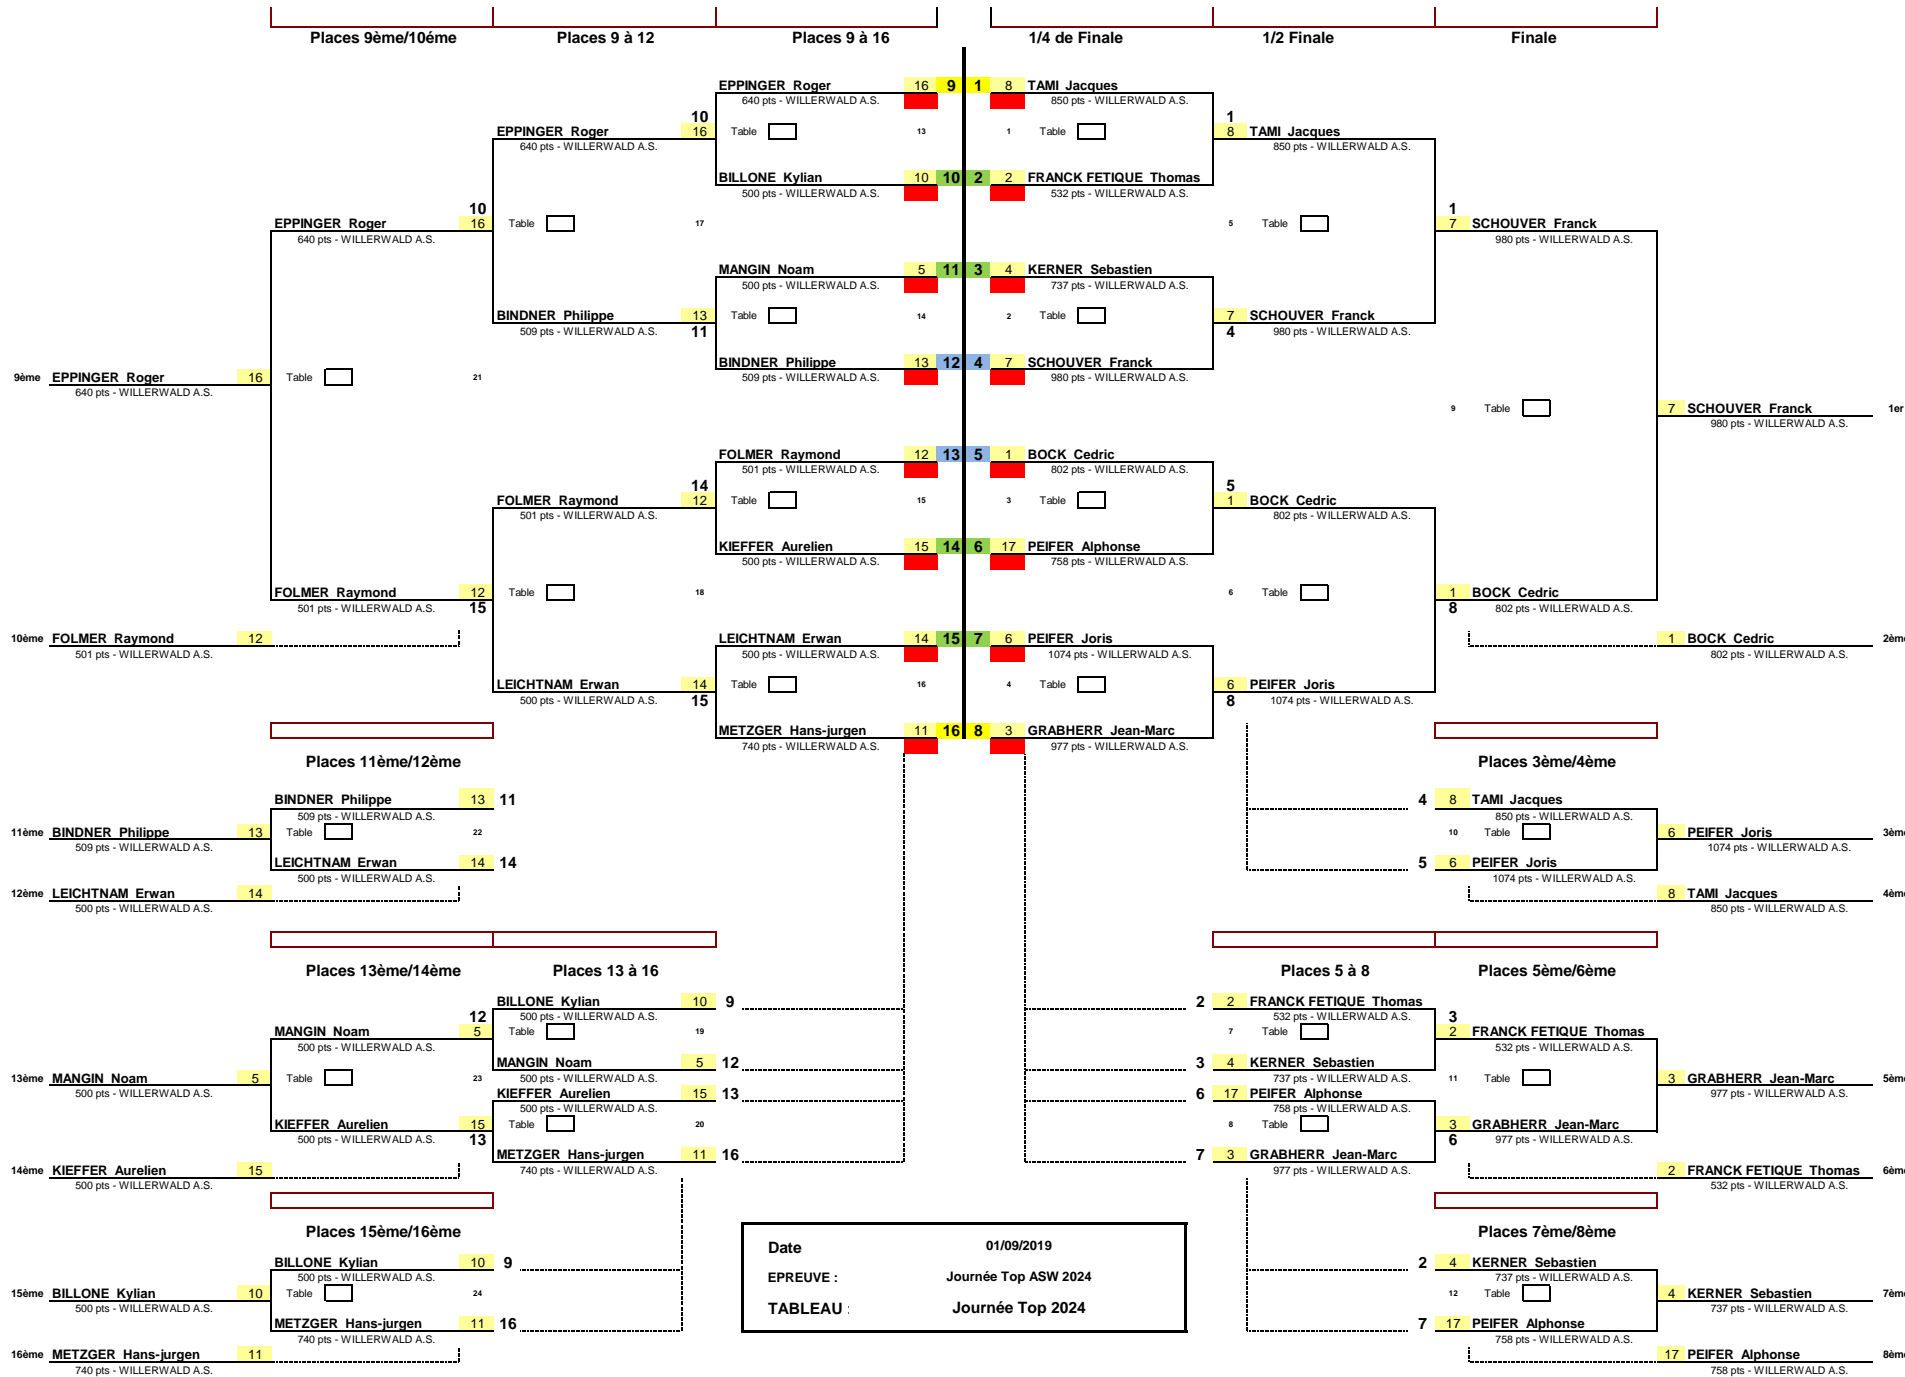 Places 9ème/10éme Places 9 à 12 Places 9 à 16 1/4 de Finale 1/2 Finale Finale
EPPINGER Roger 16 9 1 8 TAMI Jacques
640 pts - WILLERWALD A.S. 850 pts - WILLERWALD A.S.
10 1
EPPINGER Roger 16 Table 13 1 Table 8 TAMI Jacques
640 pts - WILLERWALD A.S. 850 pts - WILLERWALD A.S.
BILLONE Kylian 10 10 2 2 FRANCK FETIQUE Thomas
500 pts - WILLERWALD A.S. 532 pts - WILLERWALD A.S.
10 1
EPPINGER Roger 16 Table 17 5 Table 7 SCHOUVER Franck
640 pts - WILLERWALD A.S. 980 pts - WILLERWALD A.S.
MANGIN Noam 5 11 3 4 KERNER Sebastien
500 pts - WILLERWALD A.S. 737 pts - WILLERWALD A.S.
BINDNER Philippe 13 Table 14 2 Table 7 SCHOUVER Franck
509 pts - WILLERWALD A.S. 11 4 980 pts - WILLERWALD A.S.
BINDNER Philippe 13 12 4 7 SCHOUVER Franck
509 pts - WILLERWALD A.S. 980 pts - WILLERWALD A.S.
9ème EPPINGER Roger 16 Table 21
640 pts - WILLERWALD A.S.
9 Table 7 SCHOUVER Franck 1er
980 pts - WILLERWALD A.S.
FOLMER Raymond 12 13 5 1 BOCK Cedric
501 pts - WILLERWALD A.S. 802 pts - WILLERWALD A.S.
14 5
FOLMER Raymond 12 Table 15 3 Table 1 BOCK Cedric
501 pts - WILLERWALD A.S. 802 pts - WILLERWALD A.S.
KIEFFER Aurelien 15 14 6 17 PEIFER Alphonse
500 pts - WILLERWALD A.S. 758 pts - WILLERWALD A.S.
FOLMER Raymond 12 Table 18 6 Table 1 BOCK Cedric
501 pts - WILLERWALD A.S. 15 8 802 pts - WILLERWALD A.S.
10ème FOLMER Raymond 12 LEICHTNAM Erwan 14 15 7 6 PEIFER Joris 1 BOCK Cedric 2èm
501 pts - WILLERWALD A.S. 500 pts - WILLERWALD A.S. 1074 pts - WILLERWALD A.S. 802 pts - WILLERWALD A.S.
LEICHTNAM Erwan 14 Table 16 4 Table 6 PEIFER Joris
500 pts - WILLERWALD A.S. 15 8 1074 pts - WILLERWALD A.S.
METZGER Hans-jurgen 11 16 8 3 GRABHERR Jean-Marc
740 pts - WILLERWALD A.S. 977 pts - WILLERWALD A.S.
Places 11ème/12ème Places 3ème/4ème
BINDNER Philippe 13 11 4 8 TAMI Jacques
509 pts - WILLERWALD A.S. 850 pts - WILLERWALD A.S.
11ème BINDNER Philippe 13 Table 22 10 Table 6 PEIFER Joris 3èm
509 pts - WILLERWALD A.S. 1074 pts - WILLERWALD A.S.
LEICHTNAM Erwan 14 14 5 6 PEIFER Joris
500 pts - WILLERWALD A.S. 1074 pts - WILLERWALD A.S.
12ème LEICHTNAM Erwan 14 8 TAMI Jacques 4èm
500 pts - WILLERWALD A.S. 850 pts - WILLERWALD A.S.
Places 13ème/14ème Places 13 à 16 Places 5 à 8 Places 5ème/6ème
BILLONE Kylian 10 9 2 2 FRANCK FETIQUE Thomas
12 500 pts - WILLERWALD A.S. 532 pts - WILLERWALD A.S. 3
MANGIN Noam 5 Table 19 7 Table 2 FRANCK FETIQUE Thomas
500 pts - WILLERWALD A.S. 532 pts - WILLERWALD A.S.
MANGIN Noam 5 12 3 4 KERNER Sebastien
13ème MANGIN Noam 5 Table 23 500 pts - WILLERWALD A.S. 737 pts - WILLERWALD A.S. 11 Table 3 GRABHERR Jean-Marc 5èm
500 pts - WILLERWALD A.S. KIEFFER Aurelien 15 13 6 17 PEIFER Alphonse 977 pts - WILLERWALD A.S.
500 pts - WILLERWALD A.S. 758 pts - WILLERWALD A.S.
KIEFFER Aurelien 15 Table 20 8 Table 3 GRABHERR Jean-Marc
500 pts - WILLERWALD A.S. 13 6 977 pts - WILLERWALD A.S.
METZGER Hans-jurgen 11 16 7 3 GRABHERR Jean-Marc
14ème KIEFFER Aurelien 15 740 pts - WILLERWALD A.S. 977 pts - WILLERWALD A.S. 2 FRANCK FETIQUE Thomas 6èm
500 pts - WILLERWALD A.S. 532 pts - WILLERWALD A.S.
Places 15ème/16ème Places 7ème/8ème
Date 01/09/2019
BILLONE Kylian 10 9 2 4 KERNER Sebastien
500 pts - WILLERWALD A.S. EPREUVE : Journée Top ASW 2024 737 pts - WILLERWALD A.S.
15ème BILLONE Kylian 10 Table 24 12 Table 4 KERNER Sebastien 7èm
500 pts - WILLERWALD A.S. TABLEAU : Journée Top 2024 737 pts - WILLERWALD A.S.
METZGER Hans-jurgen 11 16 7 17 PEIFER Alphonse
740 pts - WILLERWALD A.S. 758 pts - WILLERWALD A.S.
16ème METZGER Hans-jurgen 11 17 PEIFER Alphonse 8èm
740 pts - WILLERWALD A.S. 758 pts - WILLERWALD A.S.